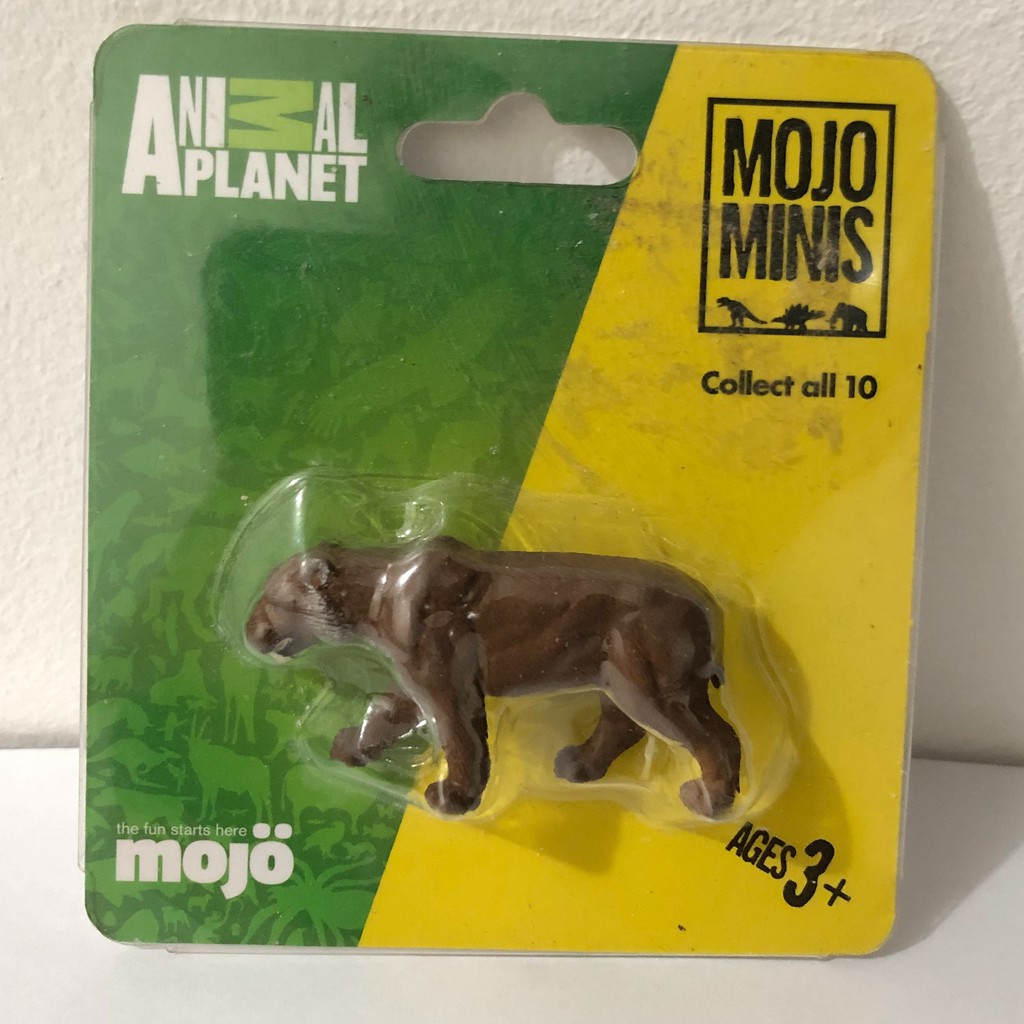 ANIMAL
PLANET
MOJO
MINIS
Collect all 10
the fun starts here
mojö
AGES 3+